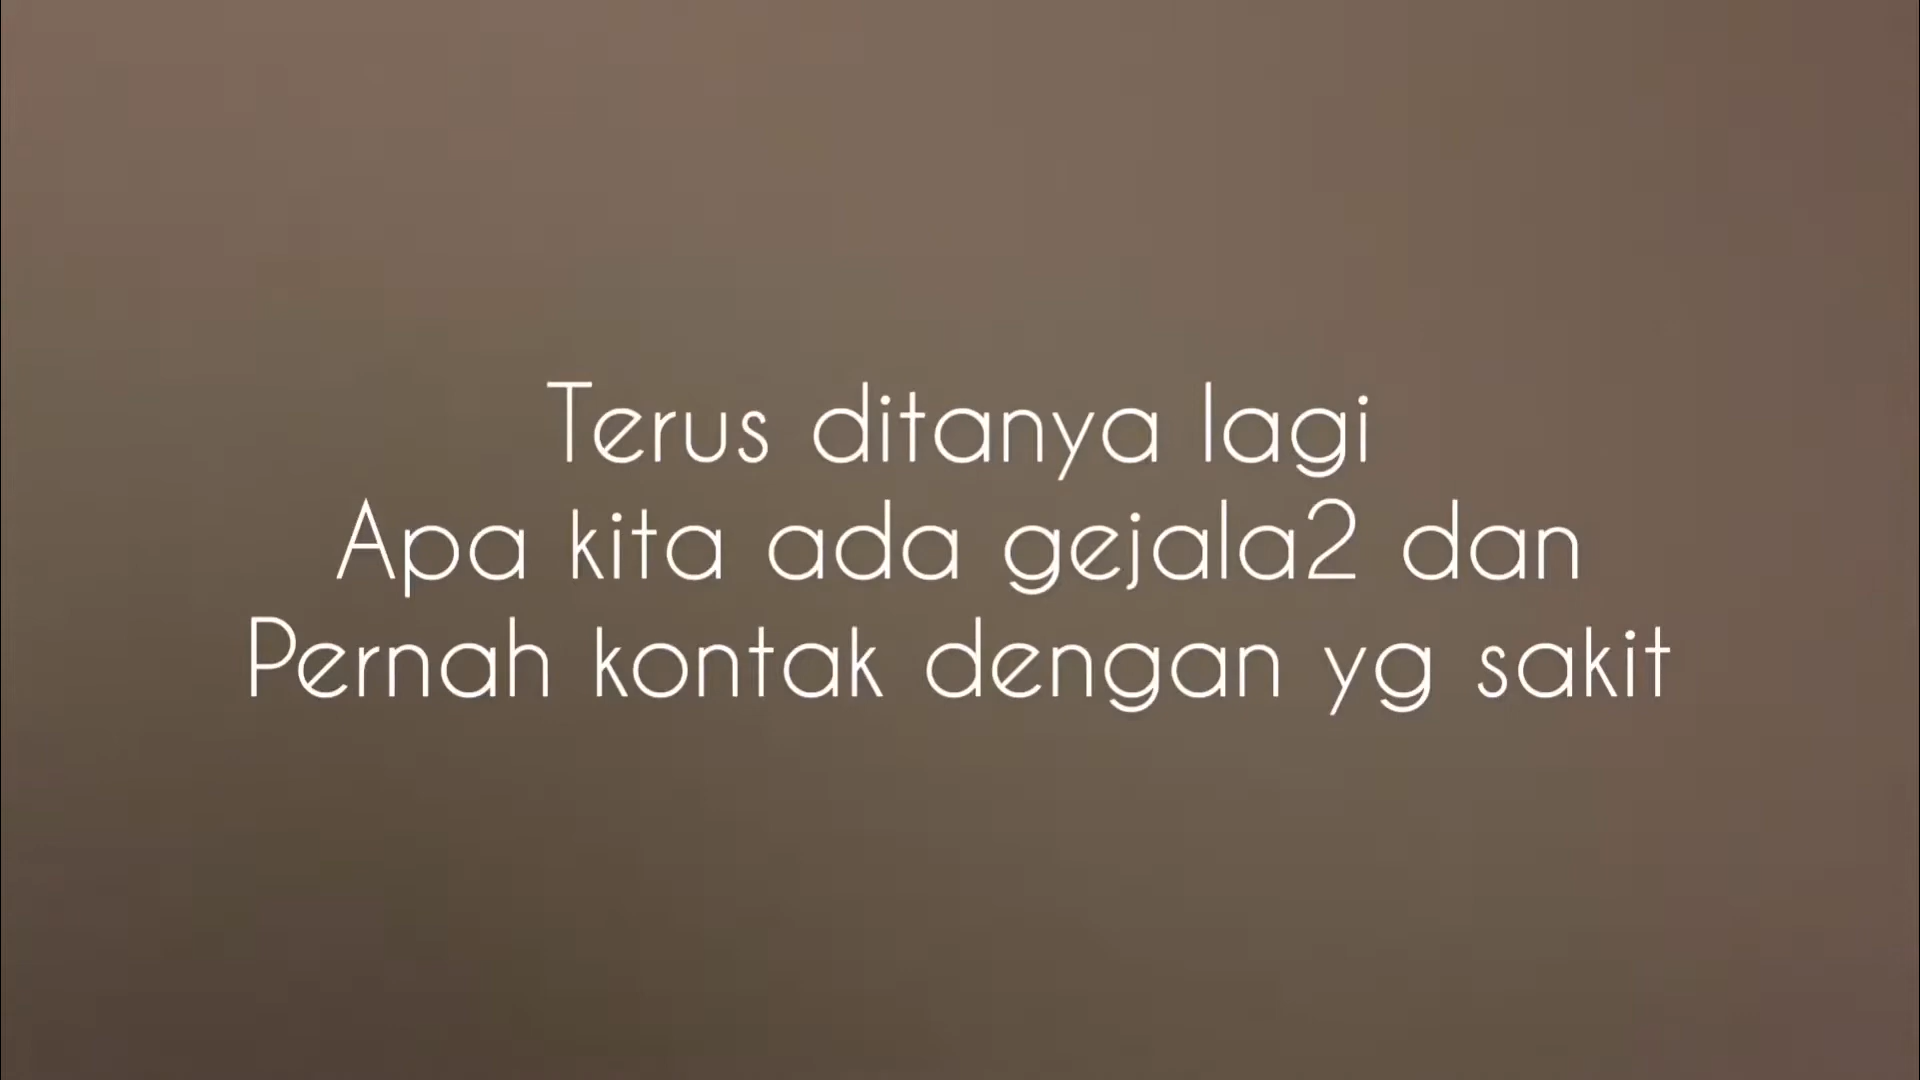 Terus ditanya lagi
Apa kita ada gejala2 dan
Pernah kontak dengan yg sakit